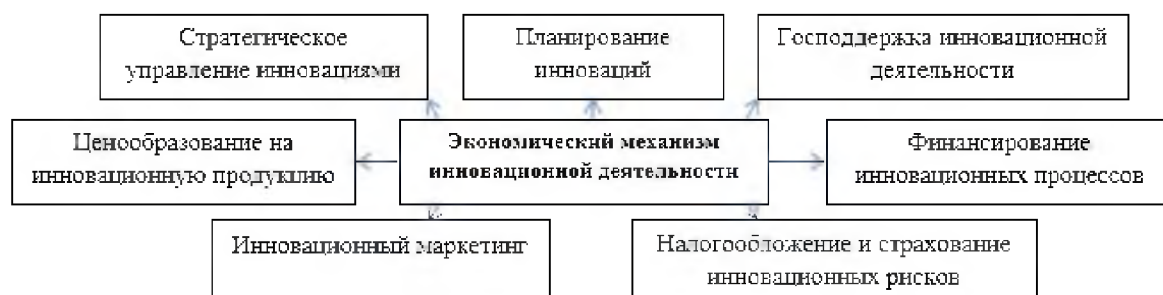 Стратегическое
управление инновациями
Планирование
инноваций
Господдержка инновационной
деятельности
Ценообразование на
инновационную продукцию
Экономический механизм
инновационной деятельности
Финансирование
инновационных процессов
Инновационный маркетинг
Налогообложение и страхование
инновационных рисков